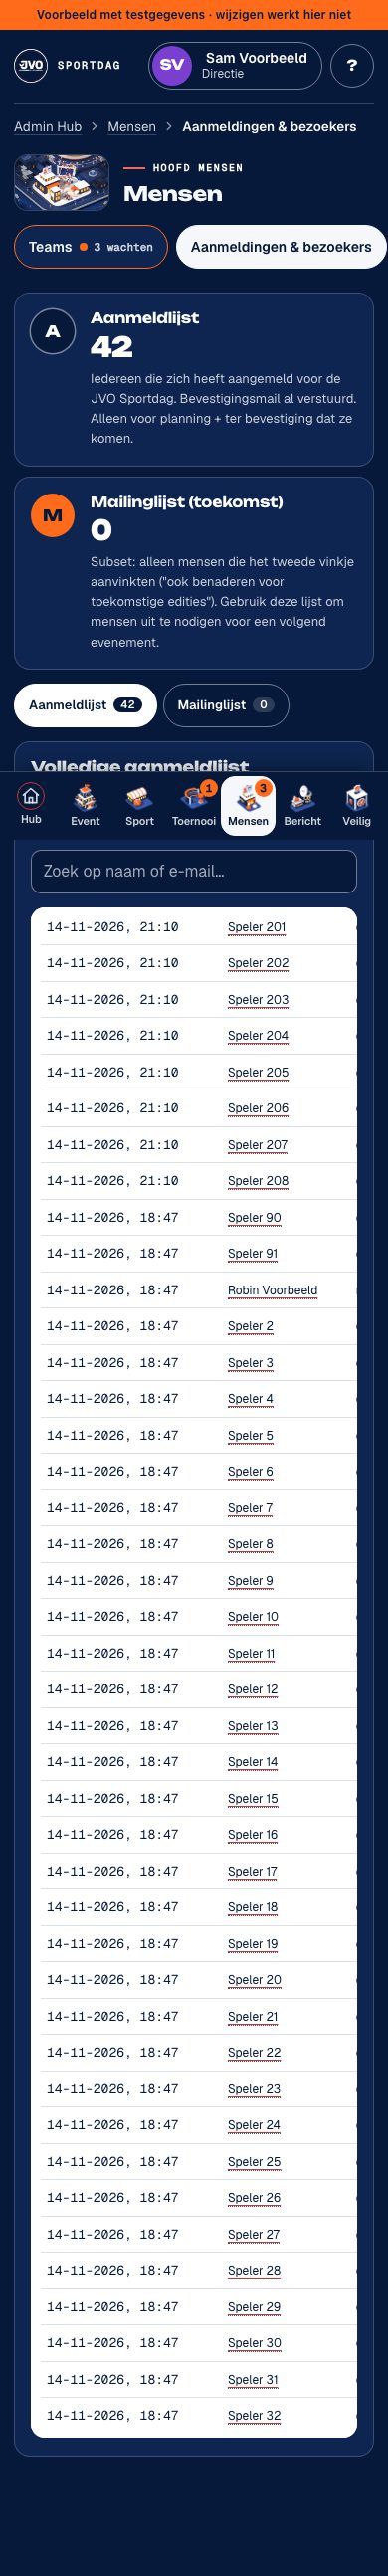 Voorbeeld met testgegevens · wijzigen werkt hier niet
JVO SPORTDAG
SV Sam Voorbeeld
Directie
?
Admin Hub > Mensen > Aanmeldingen & bezoekers
HOOFD MENSEN
Mensen
Teams 3 wachten Aanmeldingen & bezoekers
A
Aanmeldlijst
42
Iedereen die zich heeft aangemeld voor de
JVO Sportdag. Bevestigingsmail al verstuurd.
Alleen voor planning + ter bevestiging dat ze
komen.
M
Mailinglijst (toekomst)
0
Subset: alleen mensen die het tweede vinkje
aanvinkten ("ook benaderen voor
toekomstige edities"). Gebruik deze lijst om
mensen uit te nodigen voor een volgend
evenement.
Aanmeldlijst 42 Mailinglijst 0
Volledige aanmeldlijst
1 3
Hub Event Sport Toernooi Mensen Bericht Veilig
Zoek op naam of e-mail...
14-11-2026, 21:10 Speler 201
14-11-2026, 21:10 Speler 202
14-11-2026, 21:10 Speler 203
14-11-2026, 21:10 Speler 204
14-11-2026, 21:10 Speler 205
14-11-2026, 21:10 Speler 206
14-11-2026, 21:10 Speler 207
14-11-2026, 21:10 Speler 208
14-11-2026, 18:47 Speler 90
14-11-2026, 18:47 Speler 91
14-11-2026, 18:47 Robin Voorbeeld
14-11-2026, 18:47 Speler 2
14-11-2026, 18:47 Speler 3
14-11-2026, 18:47 Speler 4
14-11-2026, 18:47 Speler 5
14-11-2026, 18:47 Speler 6
14-11-2026, 18:47 Speler 7
14-11-2026, 18:47 Speler 8
14-11-2026, 18:47 Speler 9
14-11-2026, 18:47 Speler 10
14-11-2026, 18:47 Speler 11
14-11-2026, 18:47 Speler 12
14-11-2026, 18:47 Speler 13
14-11-2026, 18:47 Speler 14
14-11-2026, 18:47 Speler 15
14-11-2026, 18:47 Speler 16
14-11-2026, 18:47 Speler 17
14-11-2026, 18:47 Speler 18
14-11-2026, 18:47 Speler 19
14-11-2026, 18:47 Speler 20
14-11-2026, 18:47 Speler 21
14-11-2026, 18:47 Speler 22
14-11-2026, 18:47 Speler 23
14-11-2026, 18:47 Speler 24
14-11-2026, 18:47 Speler 25
14-11-2026, 18:47 Speler 26
14-11-2026, 18:47 Speler 27
14-11-2026, 18:47 Speler 28
14-11-2026, 18:47 Speler 29
14-11-2026, 18:47 Speler 30
14-11-2026, 18:47 Speler 31
14-11-2026, 18:47 Speler 32